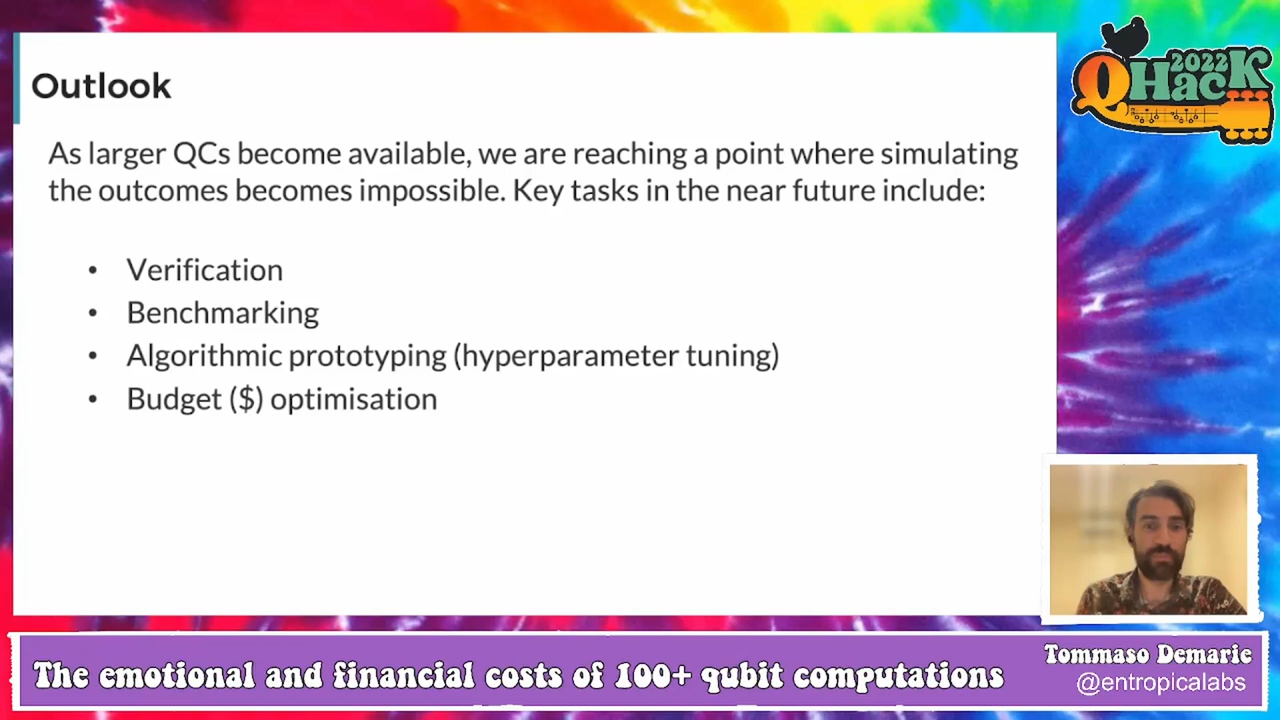 Outlook
As larger QCs become available, we are reaching a point where simulating
the outcomes becomes impossible. Key tasks in the near future include:
• Verification
• Benchmarking
• Algorithmic prototyping (hyperparameter tuning)
• Budget ($) optimisation
2022
QHacK
The emotional and financial costs of 100+ qubit computations
Tommaso Demarie
@entropicalabs